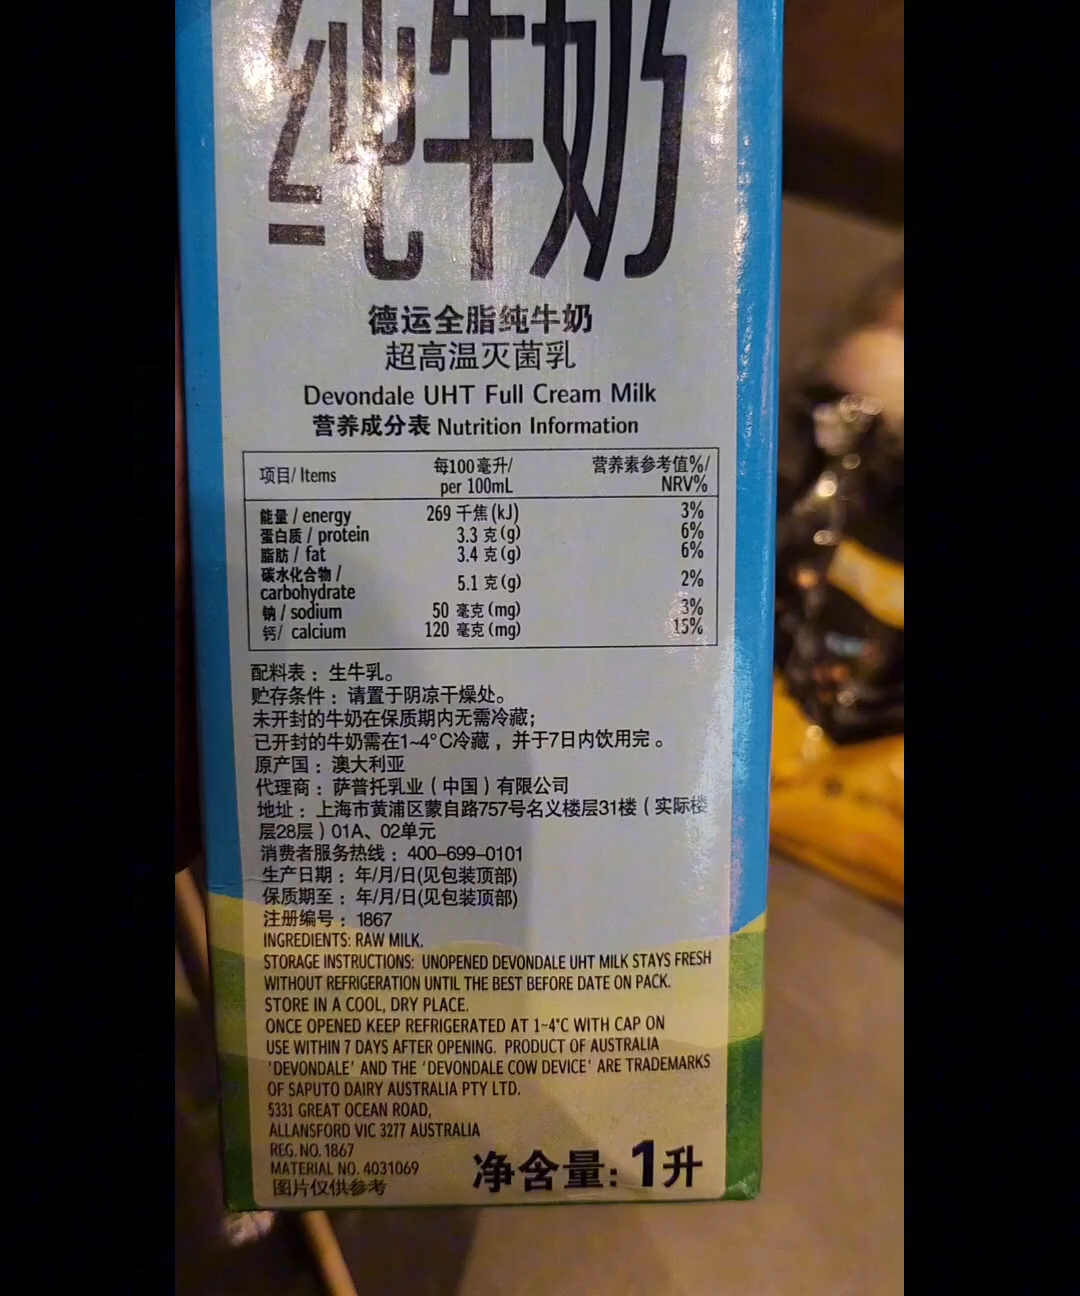 纯牛奶
德运全脂纯牛奶
超高温灭菌乳
Devondale UHT Full Cream Milk
营养成分表 Nutrition Information
项目/ Items 每100毫升/ per 100mL 营养素参考值%/ NRV%
能量 / energy 269 千焦(kJ) 3%
蛋白质 / protein 3.3 克(g) 6%
脂肪 / fat 3.4 克(g) 6%
碳水化合物 / carbohydrate 5.1 克(g) 2%
钠 / sodium 50 毫克(mg) 3%
钙/ calcium 120 毫克(mg) 15%
配料表：生牛乳。
贮存条件：请置于阴凉干燥处。
未开封的牛奶在保质期内无需冷藏；
已开封的牛奶需在1~4°C冷藏，并于7日内饮用完。
原产国：澳大利亚
代理商：萨普托乳业（中国）有限公司
地址：上海市黄浦区蒙自路757号名义楼层31楼（实际楼
层28层）01A、02单元
消费者服务热线：400–699–0101
生产日期：年/月/日(见包装顶部)
保质期至：年/月/日(见包装顶部)
注册编号：1867
INGREDIENTS: RAW MILK.
STORAGE INSTRUCTIONS: UNOPENED DEVONDALE UHT MILK STAYS FRESH
WITHOUT REFRIGERATION UNTIL THE BEST BEFORE DATE ON PACK.
STORE IN A COOL, DRY PLACE.
ONCE OPENED KEEP REFRIGERATED AT 1~4°C WITH CAP ON
USE WITHIN 7 DAYS AFTER OPENING. PRODUCT OF AUSTRALIA
'DEVONDALE' AND THE 'DEVONDALE COW DEVICE' ARE TRADEMARKS
OF SAPUTO DAIRY AUSTRALIA PTY LTD.
5331 GREAT OCEAN ROAD,
ALLANSFORD VIC 3277 AUSTRALIA
REG. NO. 1867
MATERIAL NO. 4031069
图片仅供参考
净含量: 1升